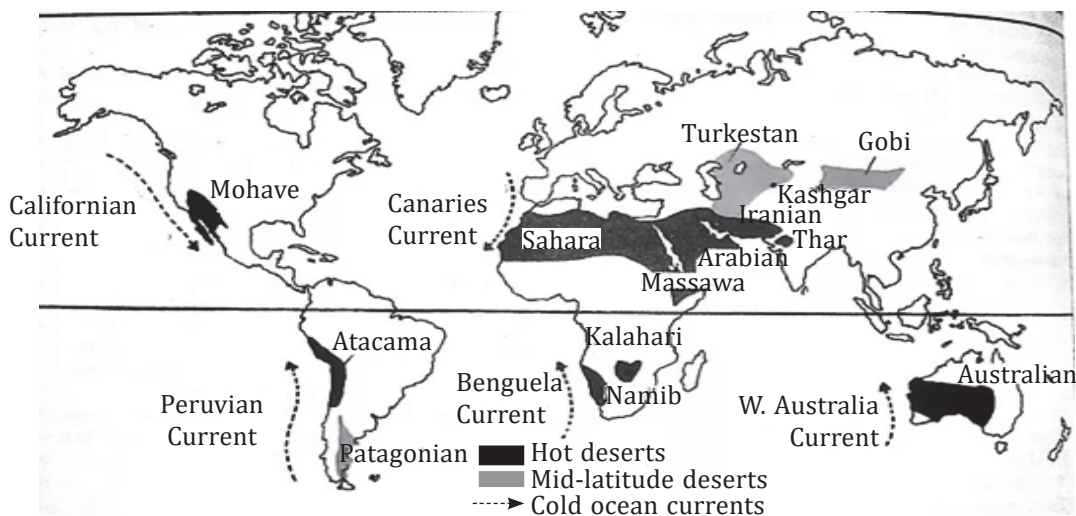 Turkestan
Gobi
Mohave
Kashgar
Californian
Current
Canaries
Current
Iranian
Sahara
Thar
Arabian
Massawa
Kalahari
Atacama
Australian
Benguela
Current
Namib
Peruvian
Current
W. Australia
Current
Patagonian
Hot deserts
Mid-latitude deserts
Cold ocean currents